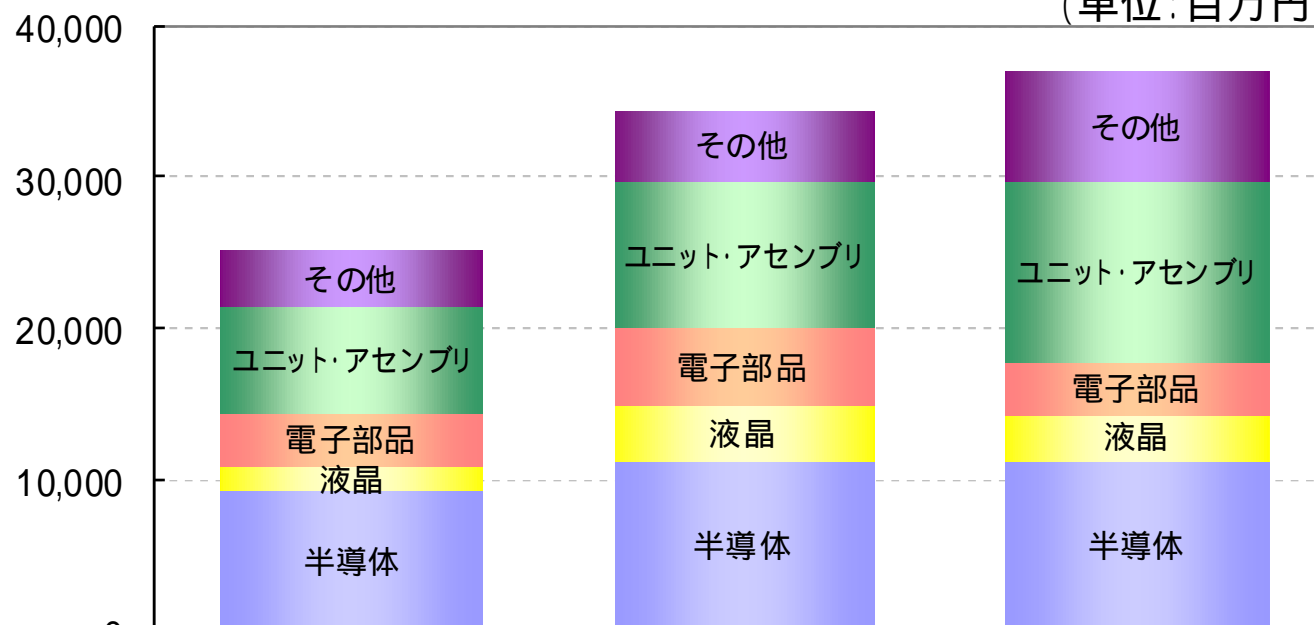 (単位:百万円
40,000
30,000
20,000
10,000
その他
ユニット・アセンブリ
電子部品
液晶
半導体
その他
ユニット・アセンブリ
電子部品
液晶
半導体
その他
ユニット・アセンブリ
電子部品
液晶
半導体